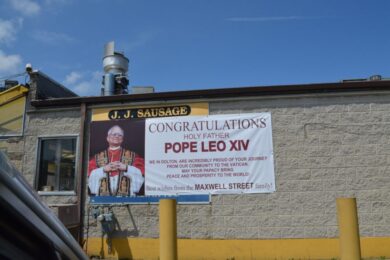 J. J. SAUSAGE
CONGRATULATIONS
HOLY FATHER
POPE LEO XIV
WE IN DOLTON ARE INCREDIBLY PROUD OF YOUR JOURNEY
FROM OUR COMMUNITY TO THE VATICAN.
MAY YOUR PAPACY BRING
PEACE AND PROSPERITY TO THE WORLD!
Best wishes from the MAXWELL STREET family!